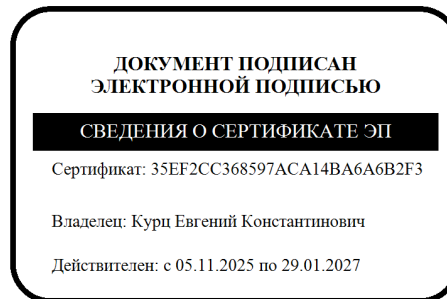 ДОКУМЕНТ ПОДПИСАН
ЭЛЕКТРОННОЙ ПОДПИСЬЮ
СВЕДЕНИЯ О СЕРТИФИКАТЕ ЭП
Сертификат: 35EF2CC368597ACA14BA6A6B2F3
Владелец: Курц Евгений Константинович
Действителен: с 05.11.2025 по 29.01.2027